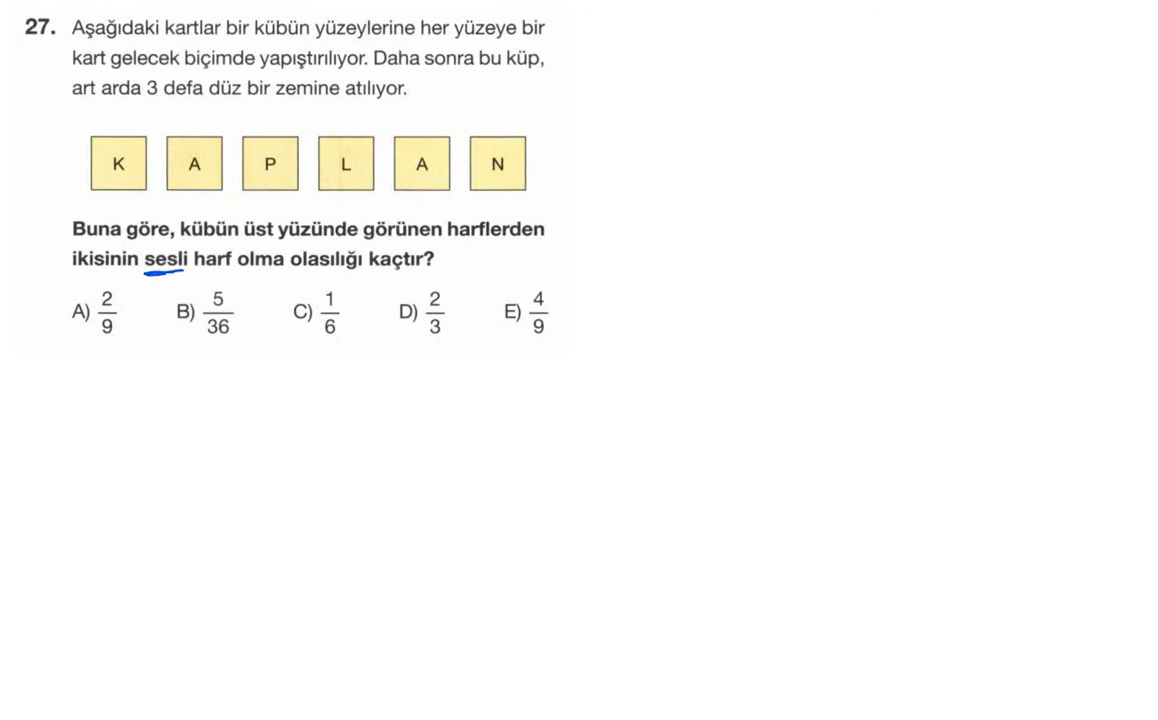 27. Aşağıdaki kartlar bir kübün yüzeylerine her yüzeye bir
kart gelecek biçimde yapıştırılıyor. Daha sonra bu küp,
art arda 3 defa düz bir zemine atılıyor.
K A P L A N
Buna göre, kübün üst yüzünde görünen harflerden
ikisinin sesli harf olma olasılığı kaçtır?
A) 2/9 B) 5/36 C) 1/6 D) 2/3 E) 4/9